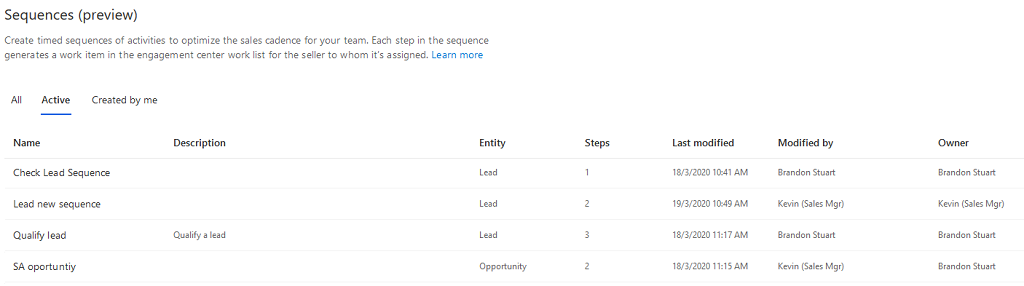 Sequences (preview)
Create timed sequences of activities to optimize the sales cadence for your team. Each step in the sequence
generates a work item in the engagement center work list for the seller to whom it's assigned. Learn more
All Active Created by me
Name Description Entity Steps Last modified Modified by Owner
Check Lead Sequence Lead 1 18/3/2020 10:41 AM Brandon Stuart Brandon Stuart
Lead new sequence Lead 2 19/3/2020 10:49 AM Kevin (Sales Mgr) Kevin (Sales Mgr)
Qualify lead Qualify a lead Lead 3 18/3/2020 11:17 AM Brandon Stuart Brandon Stuart
SA oportuntiy Opportunity 2 18/3/2020 11:15 AM Kevin (Sales Mgr) Brandon Stuart